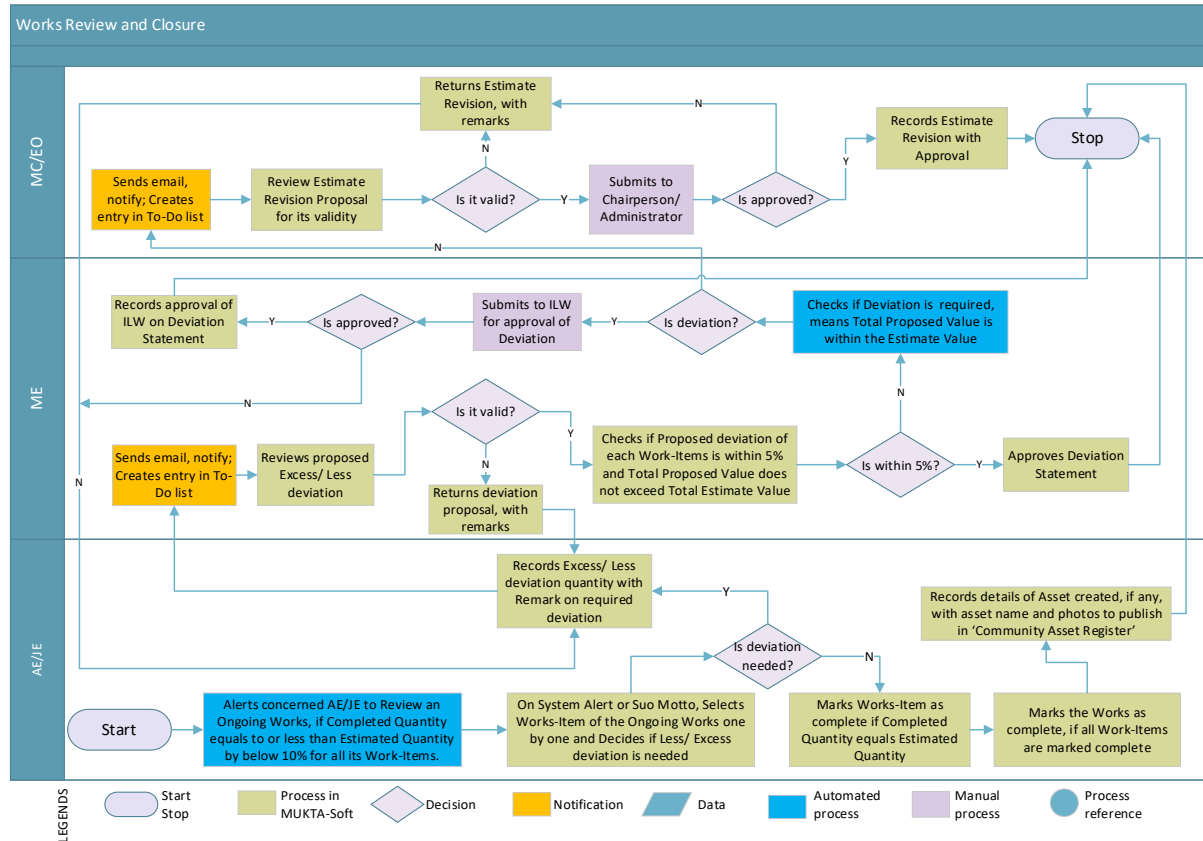 Works Review and Closure
MC/EO
Returns Estimate
Revision, with
remarks
N
Records Estimate
Revision with
Approval
Stop
N
Y
Sends email,
notify; Creates
entry in To-Do
list
Review Estimate
Revision Proposal
for its validity
Is it valid?
Y
Submits to
Chairperson/
Administrator
Is approved?
N
ME
Records approval of
ILW on Deviation
Statement
Y
Is approved?
Submits to ILW
for approval of
Deviation
Y
Is deviation?
Checks if Deviation is required,
means Total Proposed Value is
within the Estimate Value
N
N
Is it valid?
Y
Sends email, notify;
Creates entry in To-
Do list
Reviews proposed
Excess/ Less
deviation
N
Checks if Proposed deviation of
each Work-Items is within 5%
and Total Proposed Value does
not exceed Total Estimate Value
Is within 5%?
Y
Approves Deviation
Statement
N
Returns deviation
proposal, with
remarks
AE/JE
Records Excess/ Less
deviation quantity with
Remark on required
deviation
Y
Records details of Asset created, if any,
with asset name and photos to publish
in ‘Community Asset Register’
Is deviation
needed?
N
Start
Alerts concerned AE/JE to Review an
Ongoing Works, if Completed Quantity
equals to or less than Estimated Quantity
by below 10% for all its Work-Items.
On System Alert or Suo Motto, Selects
Works-Item of the Ongoing Works one
by one and Decides if Less/ Excess
deviation is needed
Marks Works-Item as
complete if Completed
Quantity equals Estimated
Quantity
Marks the Works as
complete, if all Work-Items
are marked complete
LEGENDS
Start
Stop
Process in
MUKTA-Soft
Decision
Notification
Data
Automated
process
Manual
process
Process
reference